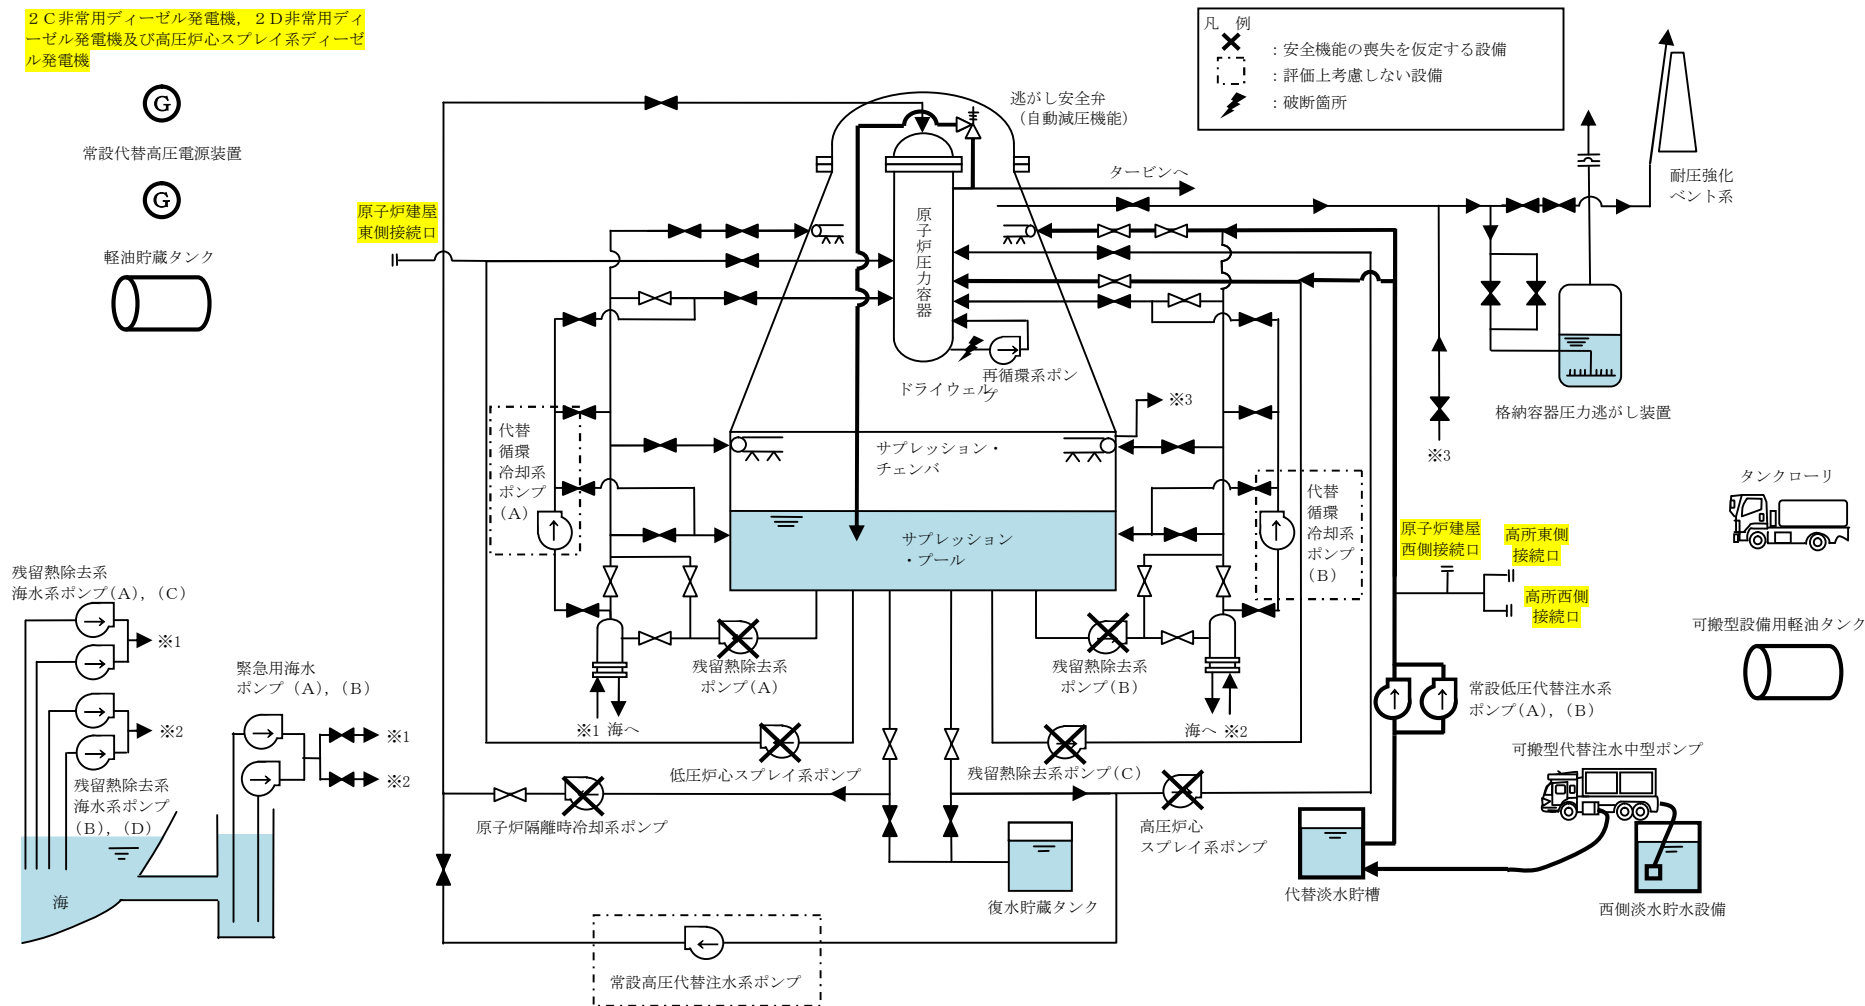 ２Ｃ非常用ディーゼル発電機，２Ｄ非常用ディ
ーゼル発電機及び高圧炉心スプレイ系ディーゼ
ル発電機
G
常設代替高圧電源装置
G
軽油貯蔵タンク
原子炉建屋
東側接続口
凡　例
：安全機能の喪失を仮定する設備
：評価上考慮しない設備
：破断箇所
逃がし安全弁
（自動減圧機能）
タービンへ
耐圧強化
ベント系
原子炉圧力容器
再循環系ポン
プ
ドライウェル
格納容器圧力逃がし装置
※3
※3
代替
循環
冷却系
ポンプ
（A）
サプレッション・
チェンバ
サプレッション
・プール
代替
循環
冷却系
ポンプ
（B）
タンクローリ
原子炉建屋
西側接続口
高所東側
接続口
高所西側
接続口
可搬型設備用軽油タンク
残留熱除去系
海水系ポンプ(A)，(C)
※1
※2
残留熱除去系
海水系ポンプ
(B)，(D)
海
緊急用海水
ポンプ（A），（B）
※1
※2
残留熱除去系
ポンプ(A)
※1
海へ
残留熱除去系
ポンプ(B)
海へ
※2
低圧炉心スプレイ系ポンプ
残留熱除去系ポンプ(C)
原子炉隔離時冷却系ポンプ
高圧炉心
スプレイ系ポンプ
常設低圧代替注水系
ポンプ(A)，(B)
可搬型代替注水中型ポンプ
代替淡水貯槽
西側淡水貯水設備
復水貯蔵タンク
常設高圧代替注水系ポンプ